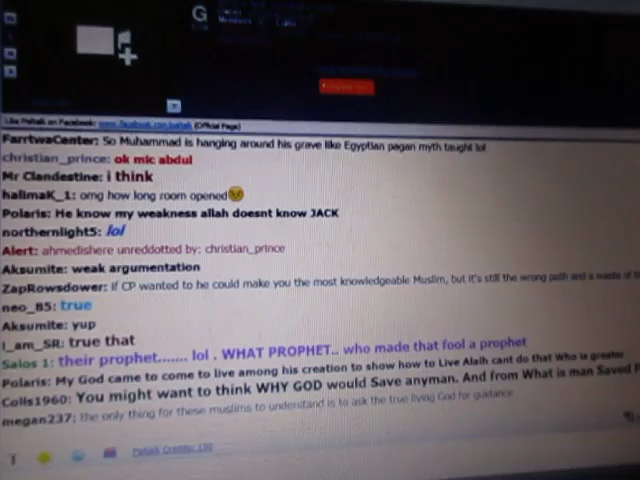 G
Like Paltalk on Facebook: www.facebook.com/paltalk (Official Page)
FarrtwaCenter: So Muhammad is hanging around his grave like Egyptian pagan myth taught lol
christian_prince: ok mic abdul
Mr Clandestine: i think
halimaK_1: omg how long room opened
Polaris: He know my weakness allah doesnt know JACK
northernlight5: lol
Alert: ahmedishere unreddotted by: christian_prince
Aksumite: weak argumentation
ZapRowsdower: if CP wanted to he could make you the most knowledgeable Muslim, but it's still the wrong path and a waste of
neo_85: true
Aksumite: yup
I_am_SR: true that
Salos 1: their prophet....... lol . WHAT PROPHET.. who made that fool a prophet
Polaris: My God came to come to live among his creation to show how to Live Alalh cant do that Who is greater
Colls1960: You might want to think WHY GOD would Save anyman. And from What is man Saved
megan237: the only thing for these muslims to understand is to ask the true living God for guidance